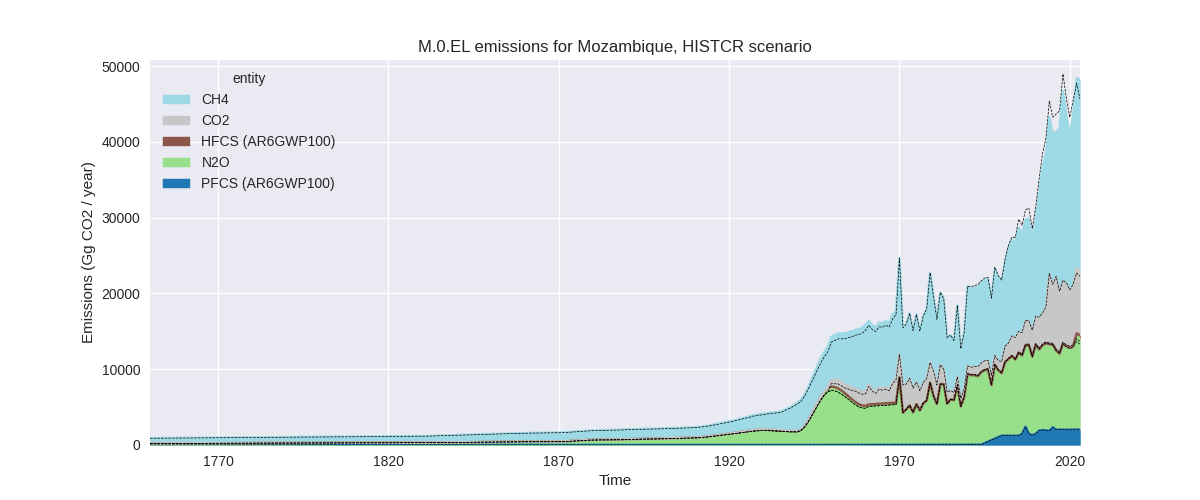 M.0.EL emissions for Mozambique, HISTCR scenario
Emissions (Gg CO2 / year)
50000
40000
30000
20000
10000
0
entity
CH4
CO2
HFCS (AR6GWP100)
N2O
PFCS (AR6GWP100)
1770 1820 1870 1920 1970 2020
Time